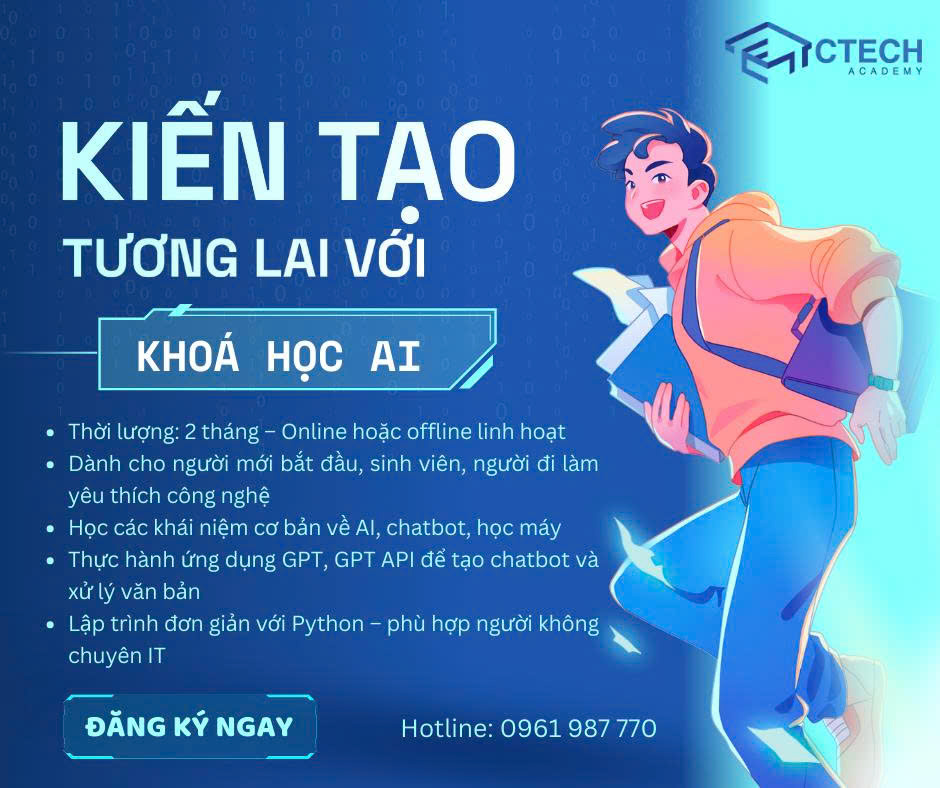 CTECH
ACADEMY
KIẾN TẠO
TƯƠNG LAI VỚI
KHOÁ HỌC AI
• Thời lượng: 2 tháng – Online hoặc offline linh hoạt
• Dành cho người mới bắt đầu, sinh viên, người đi làm
yêu thích công nghệ
• Học các khái niệm cơ bản về AI, chatbot, học máy
• Thực hành ứng dụng GPT, GPT API để tạo chatbot và
xử lý văn bản
• Lập trình đơn giản với Python – phù hợp người không
chuyên IT
ĐĂNG KÝ NGAY
Hotline: 0961 987 770